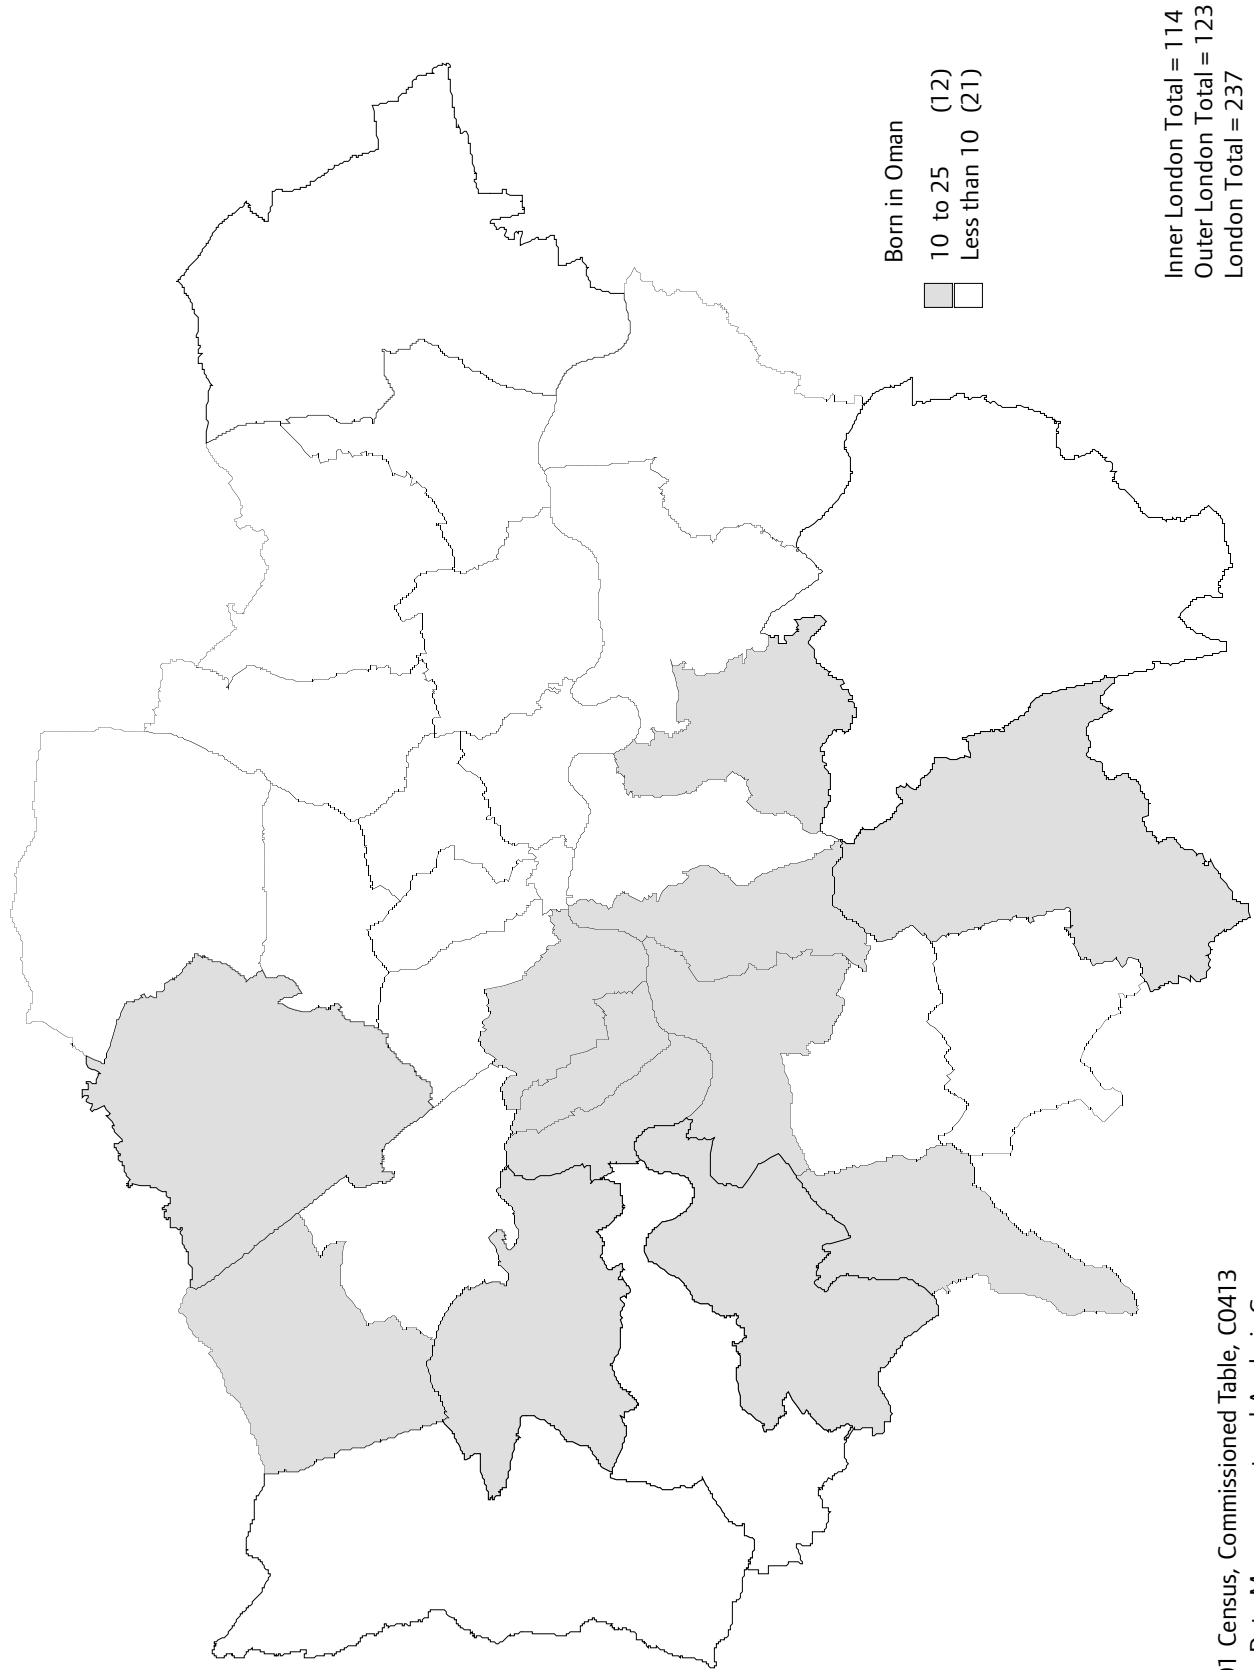 Born in Oman
10 to 25 (12)
Less than 10 (21)
Inner London Total = 114
Outer London Total = 123
London Total = 237
Census, Commissioned Table, C0413